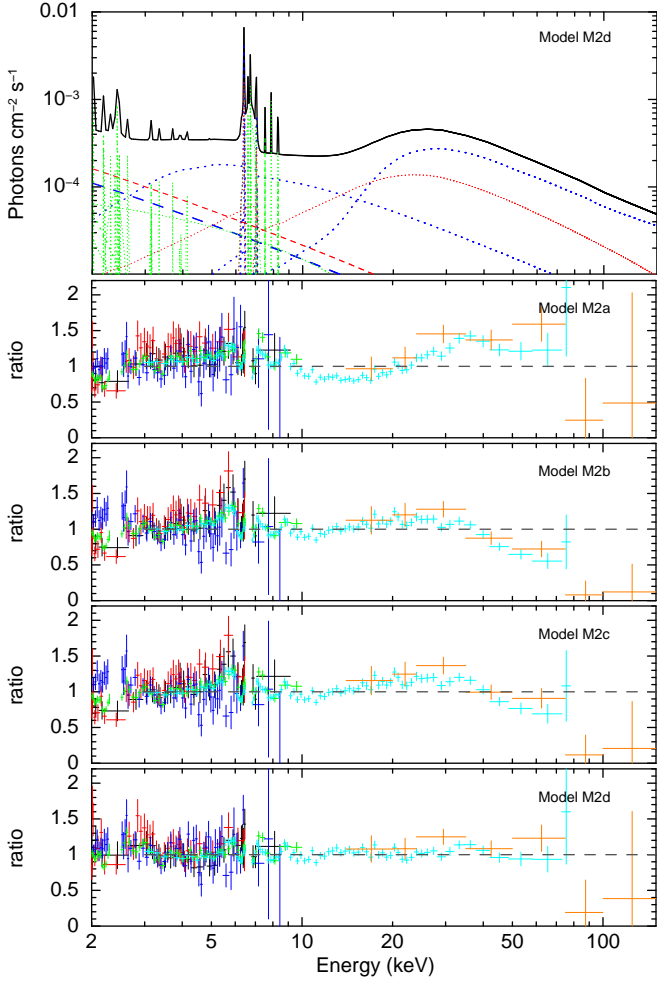 0.01
Model M2d
10⁻³
10⁻⁴
Photons cm⁻² s⁻¹
2
1.5
1
0.5
0
ratio
Model M2a
2
1.5
1
0.5
0
ratio
Model M2b
2
1.5
1
0.5
0
ratio
Model M2c
2
1.5
1
0.5
0
ratio
Model M2d
2 5 10 20 50 100
Energy (keV)